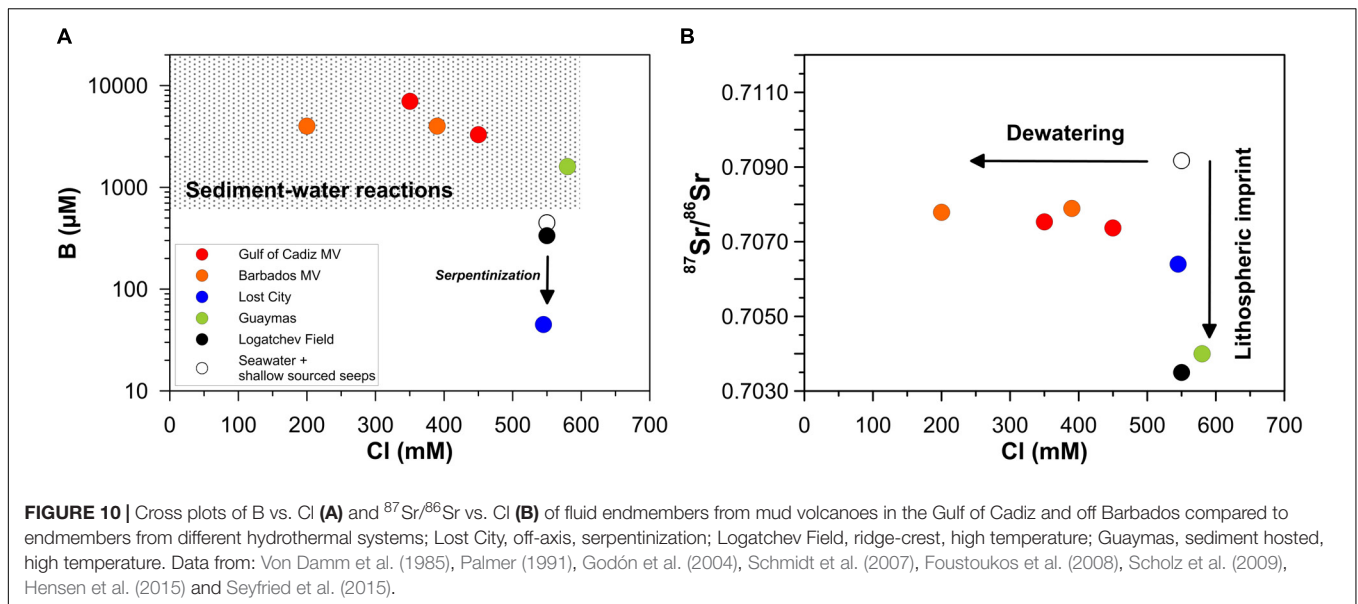 A
10000
1000
100
10
B (µM)
Sediment-water reactions
Serpentinization
Gulf of Cadiz MV
Barbados MV
Lost City
Guaymas
Logatchev Field
Seawater +
shallow sourced seeps
0 100 200 300 400 500 600 700
Cl (mM)
B
0.7110
0.7090
0.7070
0.7050
0.7030
87Sr/86Sr
Dewatering
Lithospheric imprint
0 100 200 300 400 500 600 700
Cl (mM)
FIGURE 10 | Cross plots of B vs. Cl (A) and 87Sr/86Sr vs. Cl (B) of fluid endmembers from mud volcanoes in the Gulf of Cadiz and off Barbados compared to
endmembers from different hydrothermal systems; Lost City, off-axis, serpentinization; Logatchev Field, ridge-crest, high temperature; Guaymas, sediment hosted,
high temperature. Data from: Von Damm et al. (1985), Palmer (1991), Godón et al. (2004), Schmidt et al. (2007), Foustoukos et al. (2008), Scholz et al. (2009),
Hensen et al. (2015) and Seyfried et al. (2015).